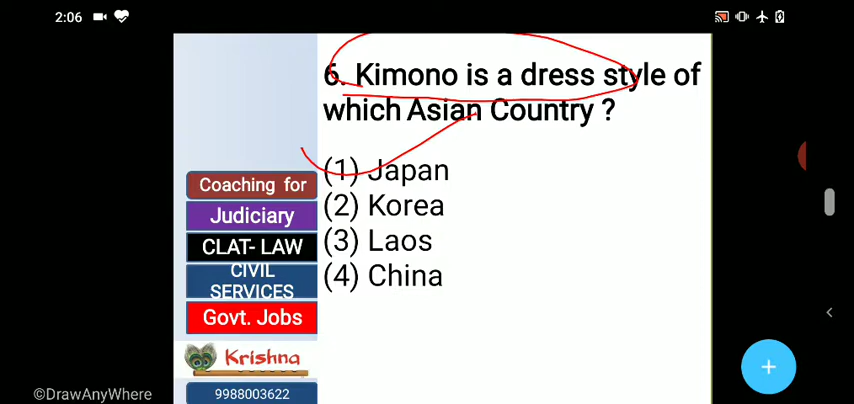 2:06
6. Kimono is a dress style of
which Asian Country ?
(1) Japan
(2) Korea
(3) Laos
(4) China
Coaching for
Judiciary
CLAT- LAW
CIVIL
SERVICES
Govt. Jobs
Krishna
9988003622
©DrawAnyWhere